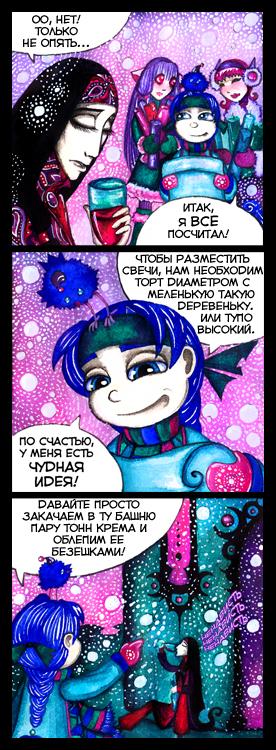 ОО, НЕТ!
ТОЛЬКО
НЕ ОПЯТЬ...
ИТАК,
Я ВСЕ
ПОСЧИТАЛ!
ЧТОБЫ РАЗМЕСТИТЬ
СВЕЧИ, НАМ НЕОБХОДИМ
ТОРТ ДИАМЕТРОМ С
МЕЛЕНЬКУЮ ТАКУЮ
ДЕРЕВЕНЬКУ.
ИЛИ ТУПО
ВЫСОКИЙ.
ПО СЧАСТЬЮ,
У МЕНЯ ЕСТЬ
ЧУДНАЯ
ИДЕЯ!
ДАВАЙТЕ ПРОСТО
ЗАКАЧАЕМ В ТУ БАШНЮ
ПАРУ ТОНН КРЕМА И
ОБЛЕПИМ ЕЕ
БЕЗЕШКАМИ!